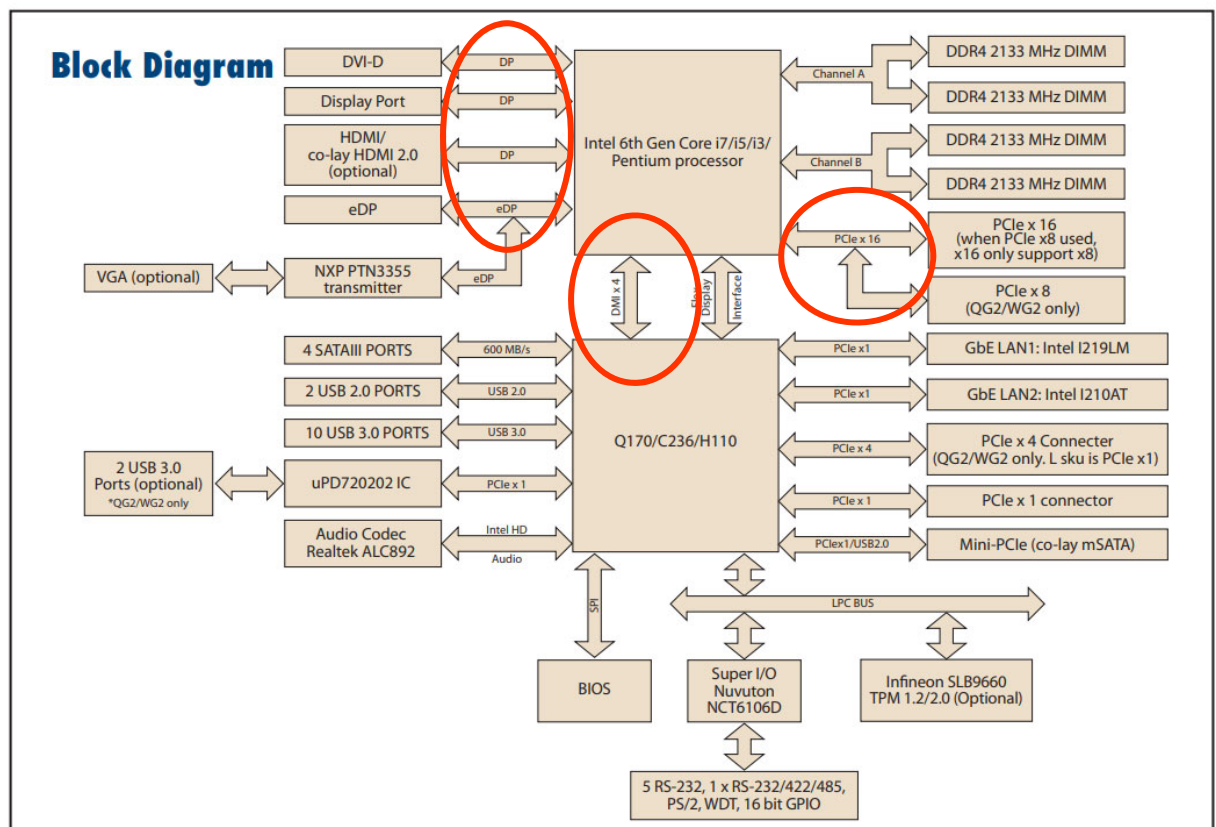 Block Diagram
DVI-D
DP
Display Port
DP
HDMI/
co-lay HDMI 2.0
(optional)
DP
eDP
eDP
VGA (optional)
NXP PTN3355
transmitter
eDP
Intel 6th Gen Core i7/i5/i3/
Pentium processor
Channel A
DDR4 2133 MHz DIMM
DDR4 2133 MHz DIMM
Channel B
DDR4 2133 MHz DIMM
DDR4 2133 MHz DIMM
PCIe x 16
PCIe x 16
(when PCIe x8 used,
x16 only support x8)
PCIe x 8
(QG2/WG2 only)
DMI x 4
Display
Interface
4 SATAIII PORTS
600 MB/s
2 USB 2.0 PORTS
USB 2.0
10 USB 3.0 PORTS
USB 3.0
2 USB 3.0
Ports (optional)
*QG2/WG2 only
uPD720202 IC
PCIe x 1
Audio Codec
Realtek ALC892
Intel HD
Audio
Q170/C236/H110
PCIe x1
GbE LAN1: Intel I219LM
PCIe x1
GbE LAN2: Intel I210AT
PCIe x 4
PCIe x 4 Connecter
(QG2/WG2 only. L sku is PCIe x1)
PCIe x 1
PCIe x 1 connector
PCIex1/USB2.0
Mini-PCIe (co-lay mSATA)
SPI
LPC BUS
BIOS
Super I/O
Nuvuton
NCT6106D
Infineon SLB9660
TPM 1.2/2.0 (Optional)
5 RS-232, 1 x RS-232/422/485,
PS/2, WDT, 16 bit GPIO